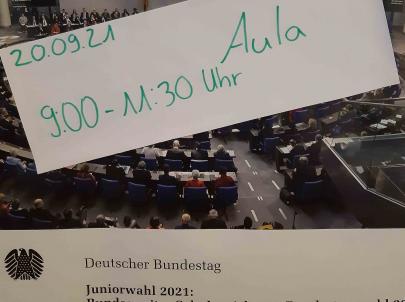 20.09.21 Aula
9:00-11:30 Uhr
Deutscher Bundestag
Juniorwahl 2021: